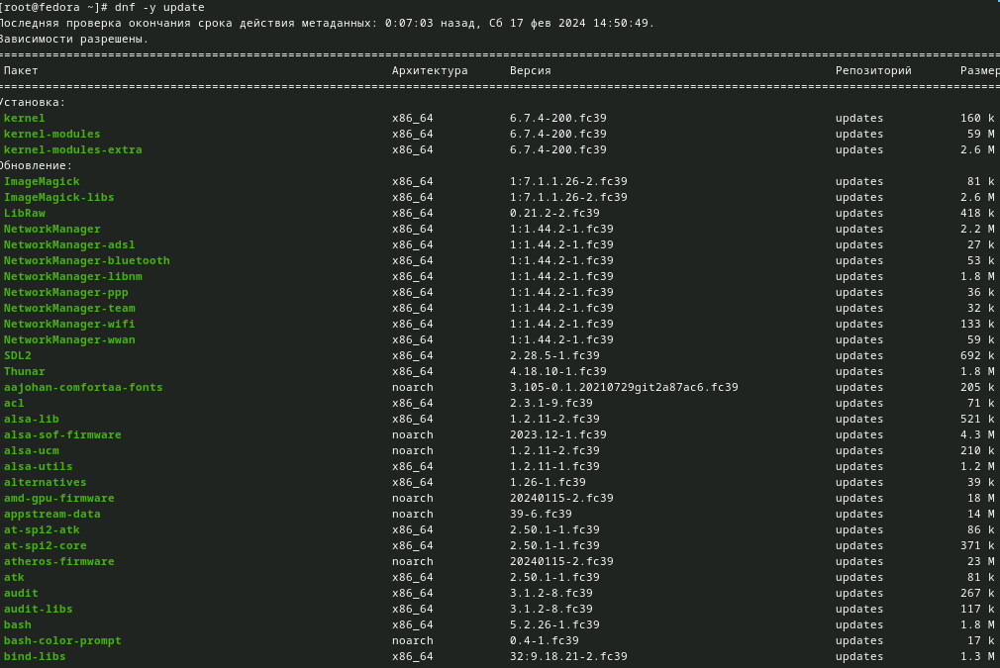 [root@fedora ~]# dnf -y update
Последняя проверка окончания срока действия метаданных: 0:07:03 назад, Сб 17 фев 2024 14:50:49.
Зависимости разрешены.
================================================================================
Пакет Архитектура Версия Репозиторий Размер
================================================================================
Установка:
kernel x86_64 6.7.4-200.fc39 updates 160 k
kernel-modules x86_64 6.7.4-200.fc39 updates 59 M
kernel-modules-extra x86_64 6.7.4-200.fc39 updates 2.6 M
Обновление:
ImageMagick x86_64 1:7.1.1.26-2.fc39 updates 81 k
ImageMagick-libs x86_64 1:7.1.1.26-2.fc39 updates 2.6 M
LibRaw x86_64 0.21.2-2.fc39 updates 418 k
NetworkManager x86_64 1:1.44.2-1.fc39 updates 2.2 M
NetworkManager-adsl x86_64 1:1.44.2-1.fc39 updates 27 k
NetworkManager-bluetooth x86_64 1:1.44.2-1.fc39 updates 53 k
NetworkManager-libnm x86_64 1:1.44.2-1.fc39 updates 1.8 M
NetworkManager-ppp x86_64 1:1.44.2-1.fc39 updates 36 k
NetworkManager-team x86_64 1:1.44.2-1.fc39 updates 32 k
NetworkManager-wifi x86_64 1:1.44.2-1.fc39 updates 133 k
NetworkManager-wwan x86_64 1:1.44.2-1.fc39 updates 59 k
SDL2 x86_64 2.28.5-1.fc39 updates 692 k
Thunar x86_64 4.18.10-1.fc39 updates 1.8 M
aajohan-comfortaa-fonts noarch 3.105-0.1.20210729git2a87ac6.fc39 updates 205 k
acl x86_64 2.3.1-9.fc39 updates 71 k
alsa-lib x86_64 1.2.11-2.fc39 updates 521 k
alsa-sof-firmware noarch 2023.12-1.fc39 updates 4.3 M
alsa-ucm noarch 1.2.11-2.fc39 updates 210 k
alsa-utils x86_64 1.2.11-1.fc39 updates 1.2 M
alternatives x86_64 1.26-1.fc39 updates 39 k
amd-gpu-firmware noarch 20240115-2.fc39 updates 18 M
appstream-data noarch 39-6.fc39 updates 14 M
at-spi2-atk x86_64 2.50.1-1.fc39 updates 86 k
at-spi2-core x86_64 2.50.1-1.fc39 updates 371 k
atheros-firmware noarch 20240115-2.fc39 updates 23 M
atk x86_64 2.50.1-1.fc39 updates 81 k
audit x86_64 3.1.2-8.fc39 updates 267 k
audit-libs x86_64 3.1.2-8.fc39 updates 117 k
bash x86_64 5.2.26-1.fc39 updates 1.8 M
bash-color-prompt noarch 0.4-1.fc39 updates 17 k
bind-libs x86_64 32:9.18.21-2.fc39 updates 1.3 M